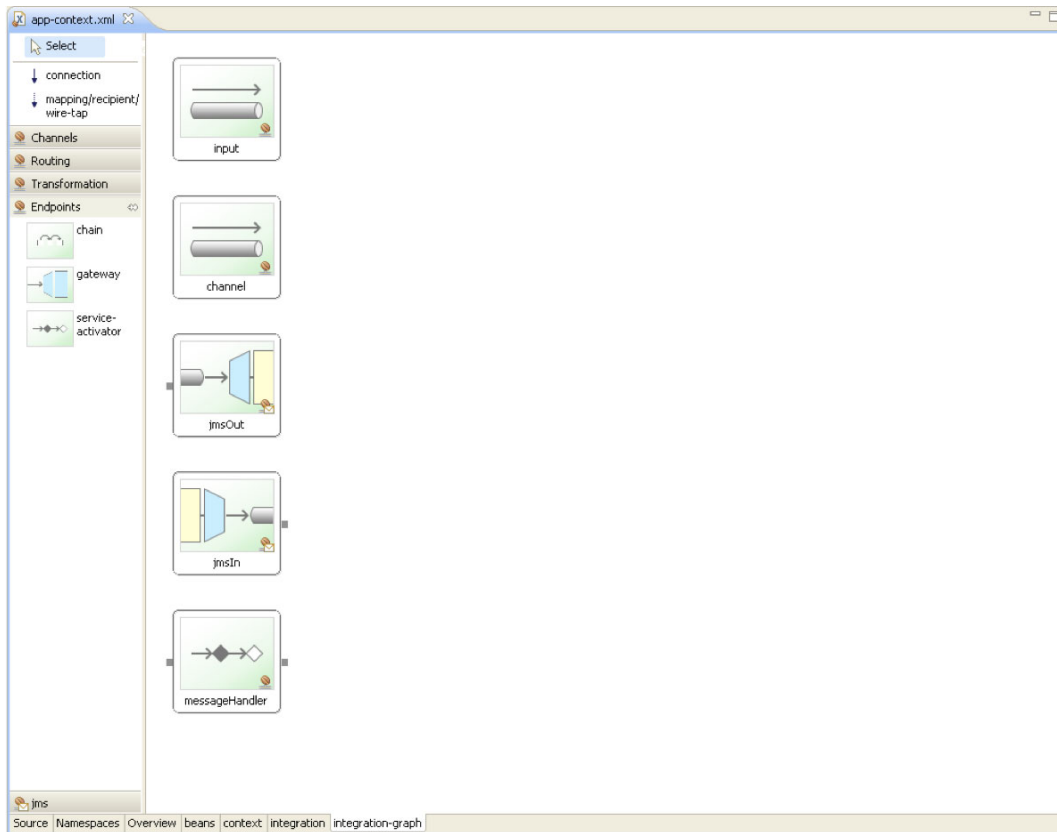 app-context.xml
Select
connection
mapping/recipient/
wire-tap
Channels
Routing
Transformation
Endpoints
chain
gateway
service-
activator
input
channel
jmsOut
jmsIn
messageHandler
jms
Source Namespaces Overview beans context integration integration-graph